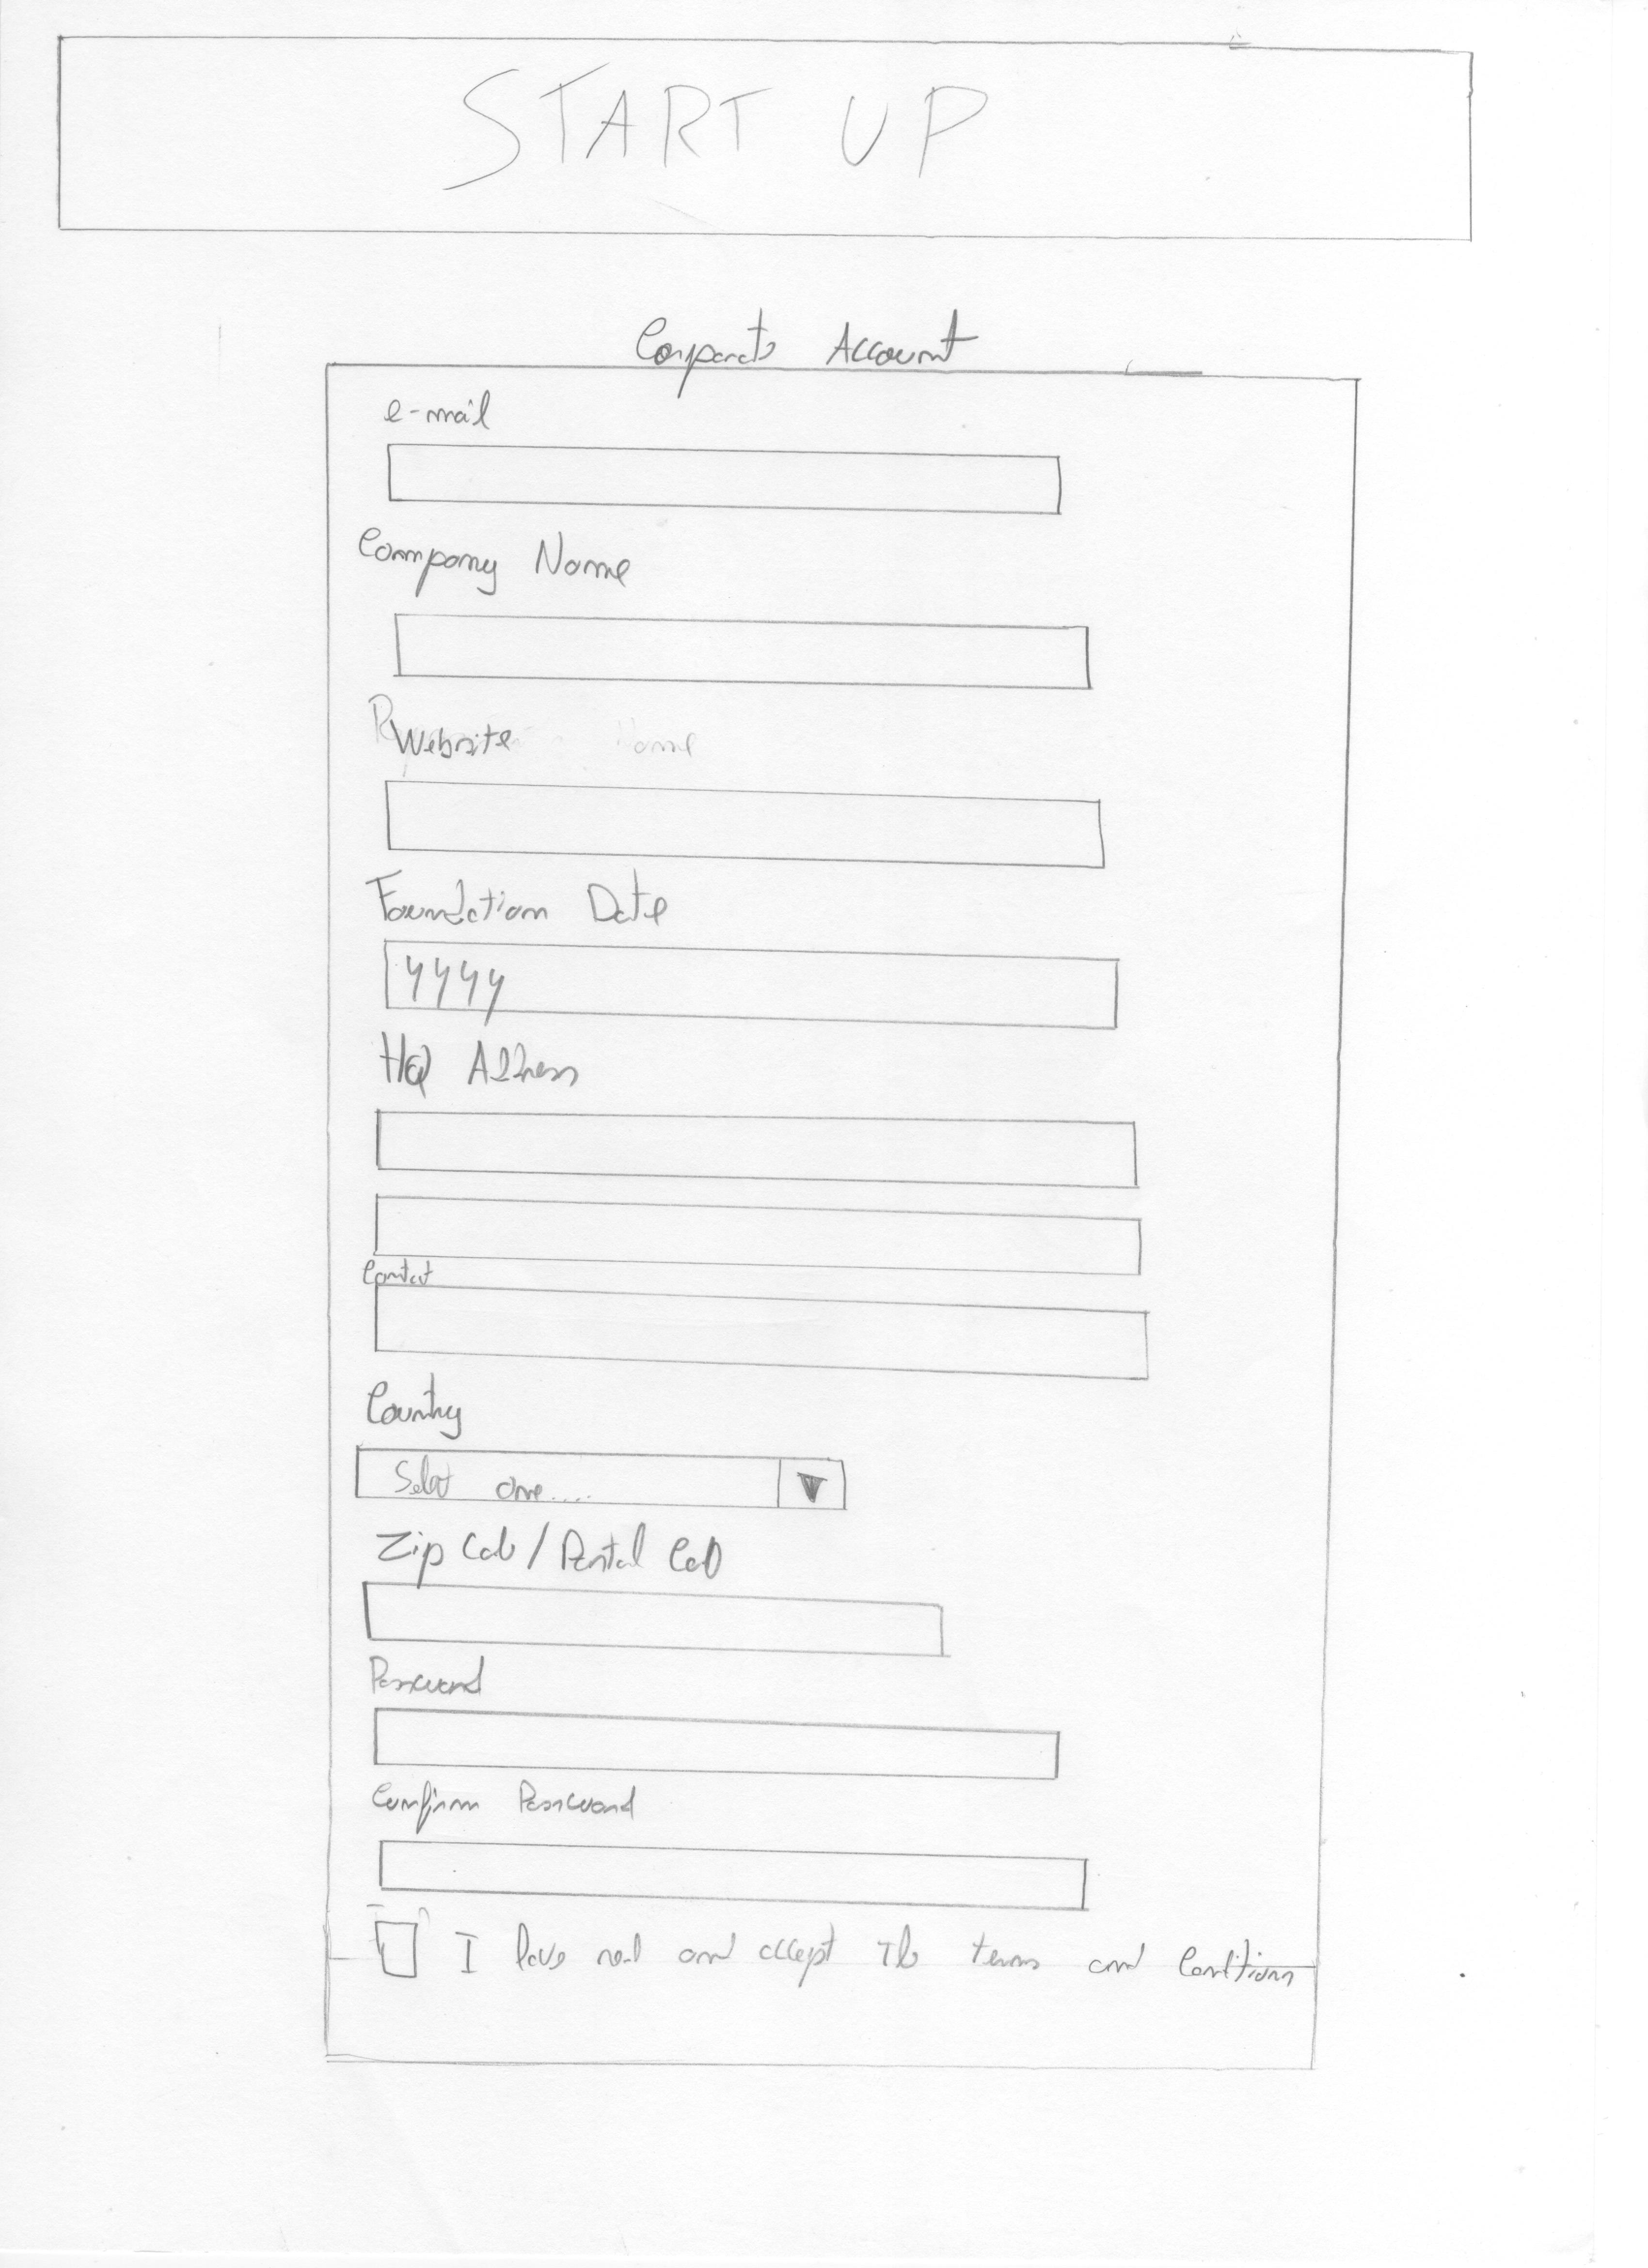 START UP
Corporate Account
e-mail
Company Name
Website
Name
Foundation Date
YYYY
HQ Address
Contact
Country
Select one....
Zip Code / Postal Code
Password
Confirm Password
I have read and accept the terms and Conditions